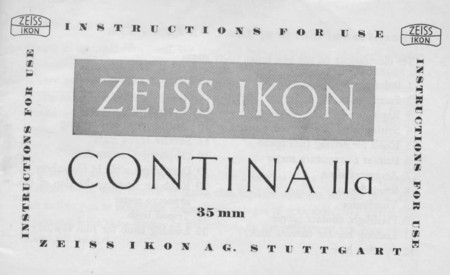 ZEISS
IKON
INSTRUCTIONS FOR USE
ZEISS
IKON
INSTRUCTIONS FOR USE
ZEISS IKON
CONTINA IIa
35 mm
INSTRUCTIONS FOR USE
ZEISS IKON AG. STUTTGART